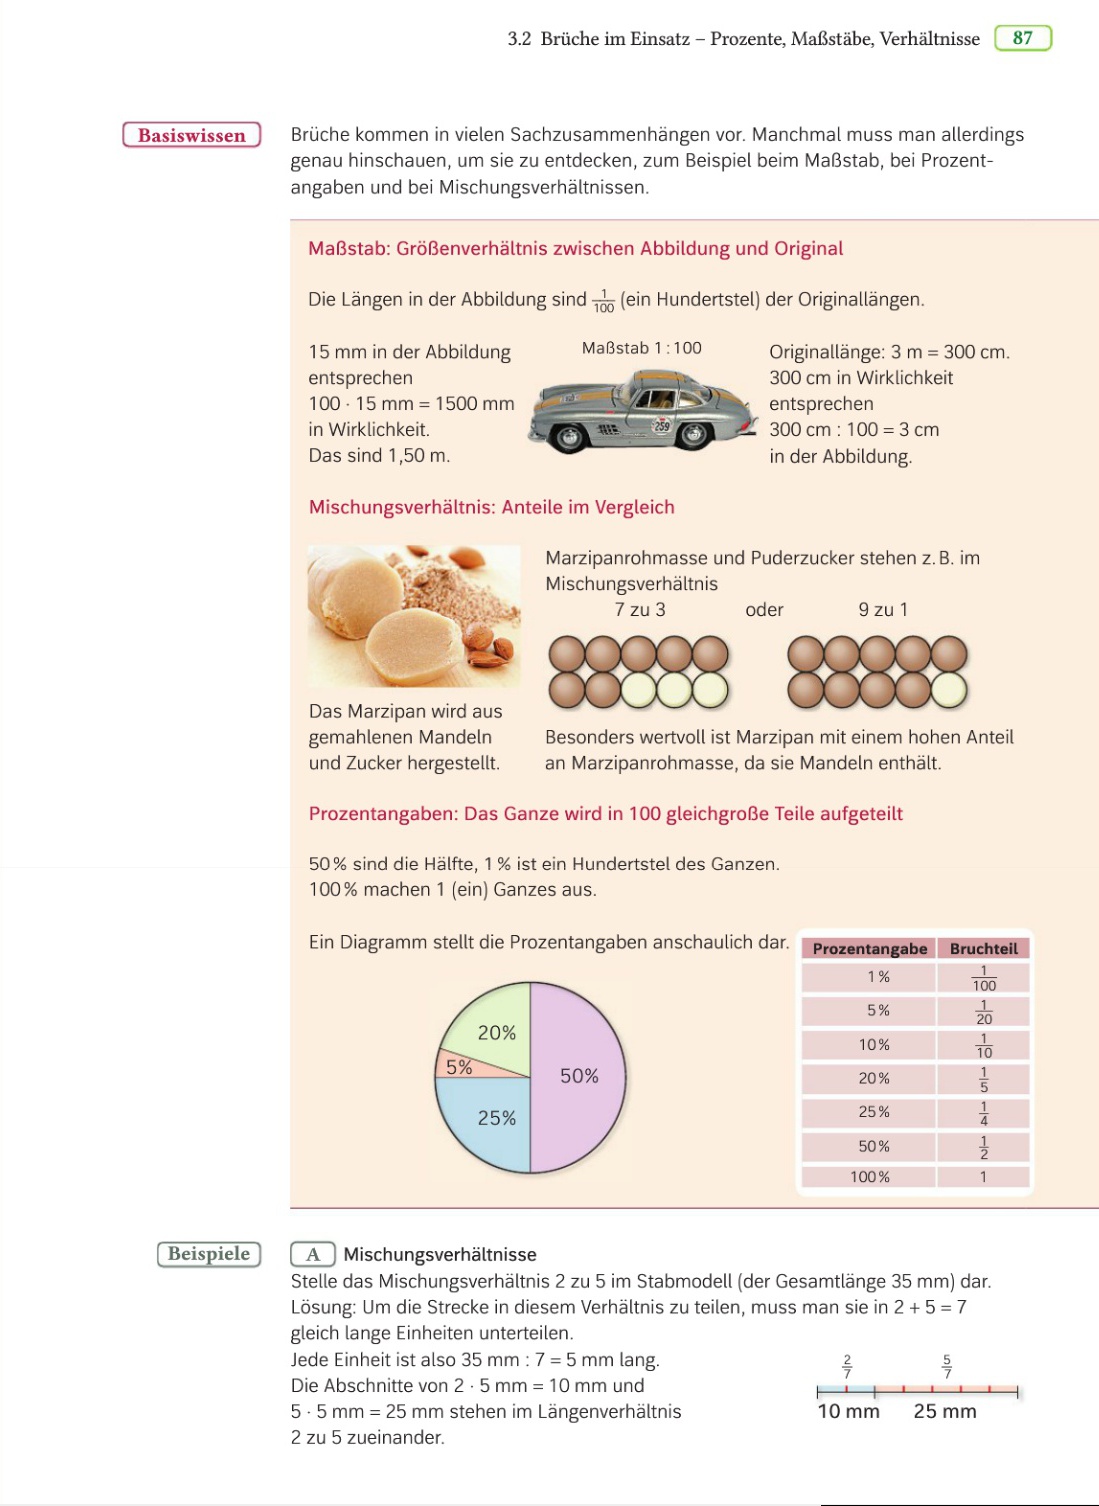 3.2 Brüche im Einsatz – Prozente, Maßstäbe, Verhältnisse 87
Basiswissen
Brüche kommen in vielen Sachzusammenhängen vor. Manchmal muss man allerdings
genau hinschauen, um sie zu entdecken, zum Beispiel beim Maßstab, bei Prozent-
angaben und bei Mischungsverhältnissen.
Maßstab: Größenverhältnis zwischen Abbildung und Original
Die Längen in der Abbildung sind 1/100 (ein Hundertstel) der Originallängen.
15 mm in der Abbildung
entsprechen
100 · 15 mm = 1500 mm
in Wirklichkeit.
Das sind 1,50 m.
Maßstab 1 : 100
259
Originallänge: 3 m = 300 cm.
300 cm in Wirklichkeit
entsprechen
300 cm : 100 = 3 cm
in der Abbildung.
Mischungsverhältnis: Anteile im Vergleich
Marzipanrohmasse und Puderzucker stehen z. B. im
Mischungsverhältnis
7 zu 3 oder 9 zu 1
Das Marzipan wird aus
gemahlenen Mandeln
und Zucker hergestellt.
Besonders wertvoll ist Marzipan mit einem hohen Anteil
an Marzipanrohmasse, da sie Mandeln enthält.
Prozentangaben: Das Ganze wird in 100 gleichgroße Teile aufgeteilt
50 % sind die Hälfte, 1 % ist ein Hundertstel des Ganzen.
100 % machen 1 (ein) Ganzes aus.
Ein Diagramm stellt die Prozentangaben anschaulich dar.
20%
5%
50%
25%
Prozentangabe Bruchteil
1 % 1/100
5 % 1/20
10 % 1/10
20 % 1/5
25 % 1/4
50 % 1/2
100 % 1
Beispiele
A Mischungsverhältnisse
Stelle das Mischungsverhältnis 2 zu 5 im Stabmodell (der Gesamtlänge 35 mm) dar.
Lösung: Um die Strecke in diesem Verhältnis zu teilen, muss man sie in 2 + 5 = 7
gleich lange Einheiten unterteilen.
Jede Einheit ist also 35 mm : 7 = 5 mm lang.
Die Abschnitte von 2 · 5 mm = 10 mm und
5 · 5 mm = 25 mm stehen im Längenverhältnis
2 zu 5 zueinander.
2/7 5/7
10 mm 25 mm